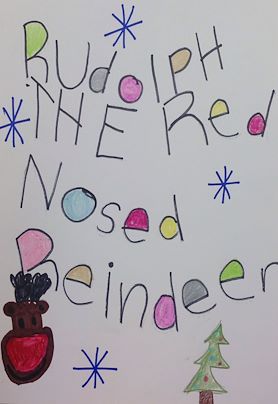 RUdolPH
THE Red
Nosed
Reindeer